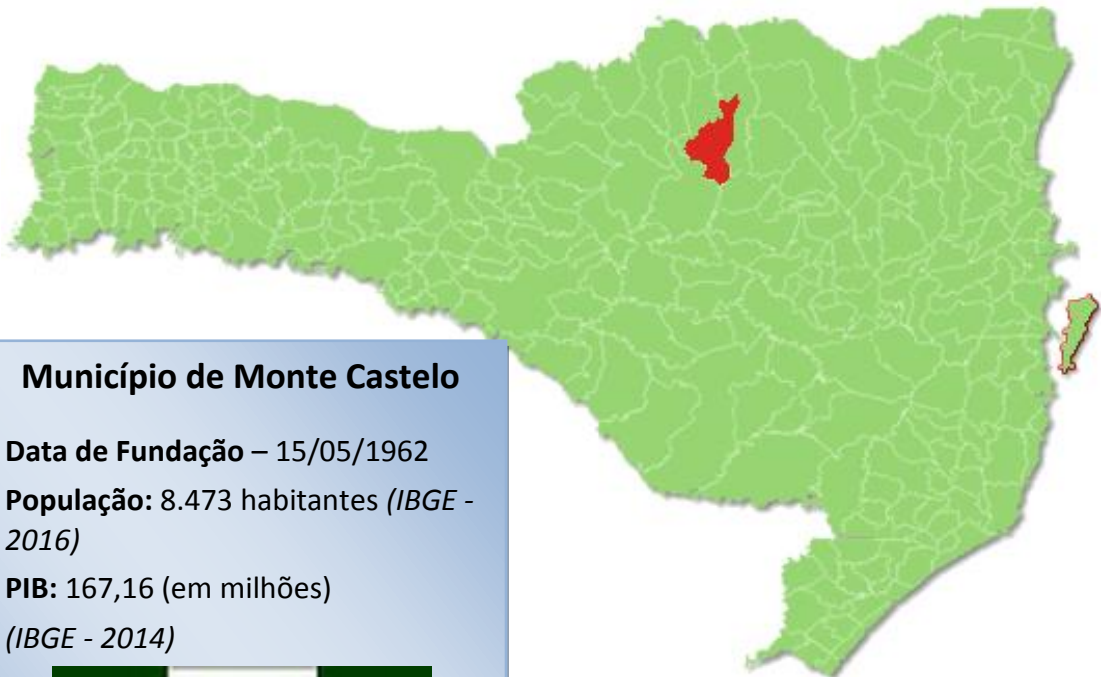 Município de Monte Castelo
Data de Fundação – 15/05/1962
População: 8.473 habitantes (IBGE -
2016)
PIB: 167,16 (em milhões)
(IBGE - 2014)